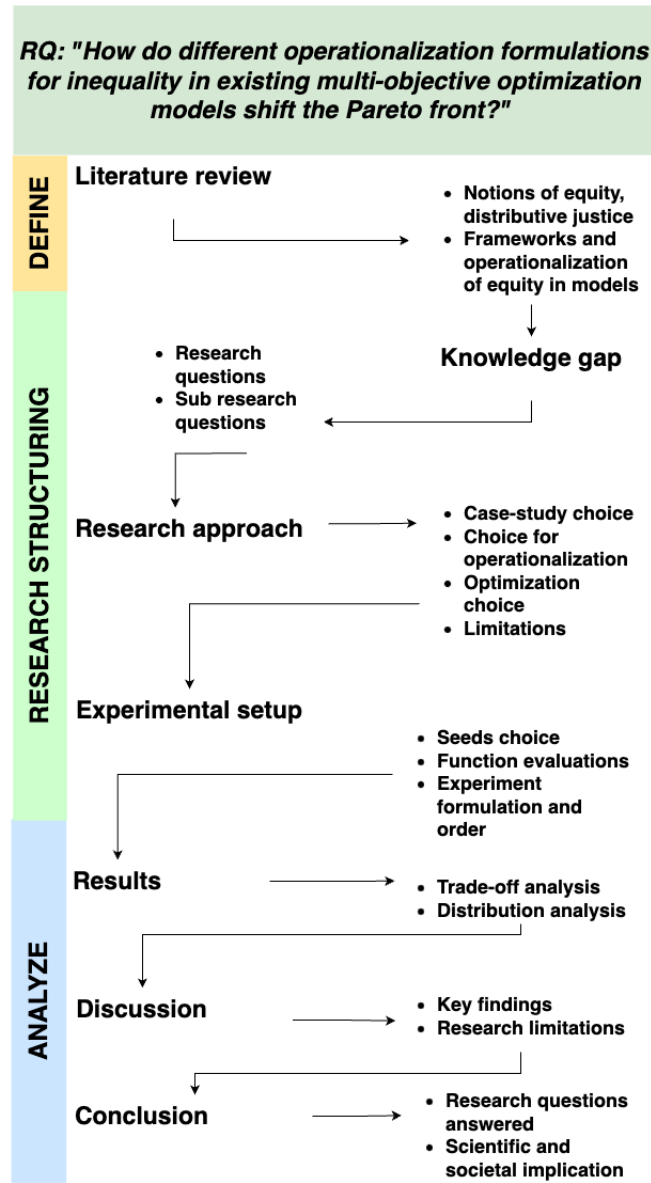 RQ: "How do different operationalization formulations
for inequality in existing multi-objective optimization
models shift the Pareto front?"
DEFINE
Literature review
• Notions of equity,
distributive justice
• Frameworks and
operationalization
of equity in models
RESEARCH STRUCTURING
Knowledge gap
• Research
questions
• Sub research
questions
Research approach
• Case-study choice
• Choice for
operationalization
• Optimization
choice
• Limitations
Experimental setup
• Seeds choice
• Function evaluations
• Experiment
formulation and
order
ANALYZE
Results
• Trade-off analysis
• Distribution analysis
Discussion
• Key findings
• Research limitations
Conclusion
• Research questions
answered
• Scientific and
societal implication